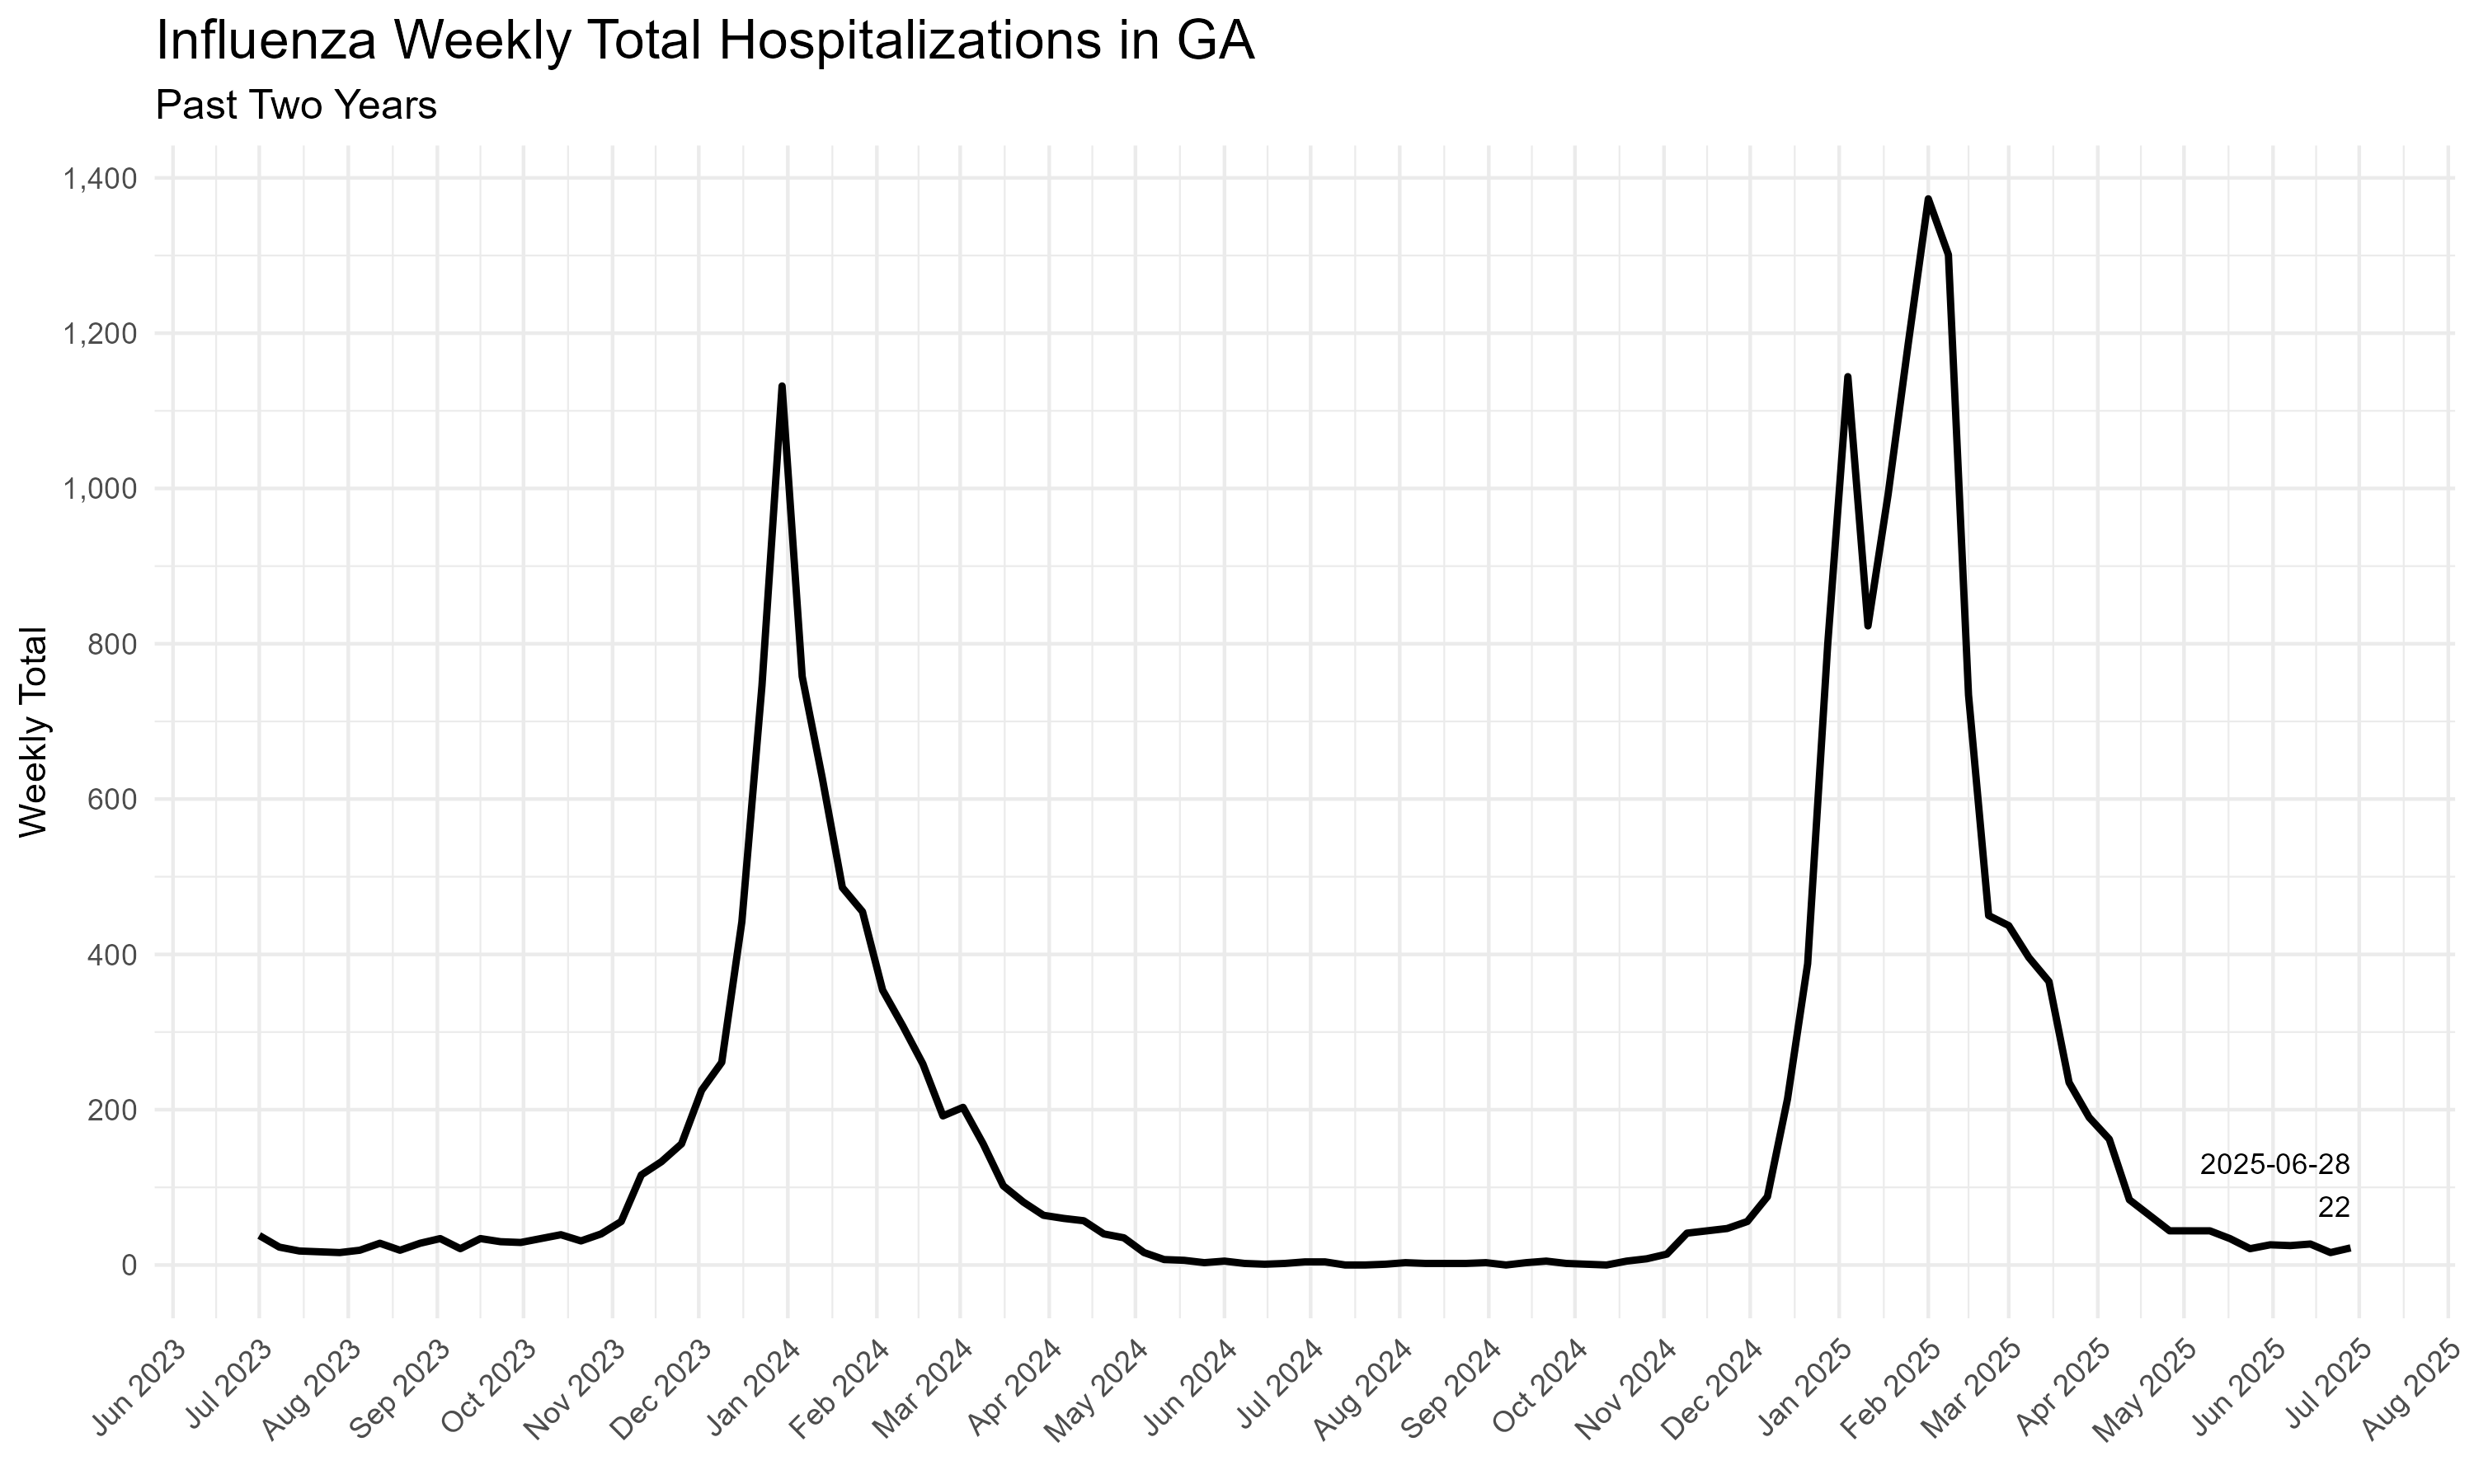 Influenza Weekly Total Hospitalizations in GA
Past Two Years
1,400
1,200
1,000
800
600
400
200
0
Weekly Total
2025-06-28
22
Jun 2023
Jul 2023
Aug 2023
Sep 2023
Oct 2023
Nov 2023
Dec 2023
Jan 2024
Feb 2024
Mar 2024
Apr 2024
May 2024
Jun 2024
Jul 2024
Aug 2024
Sep 2024
Oct 2024
Nov 2024
Dec 2024
Jan 2025
Feb 2025
Mar 2025
Apr 2025
May 2025
Jun 2025
Jul 2025
Aug 2025